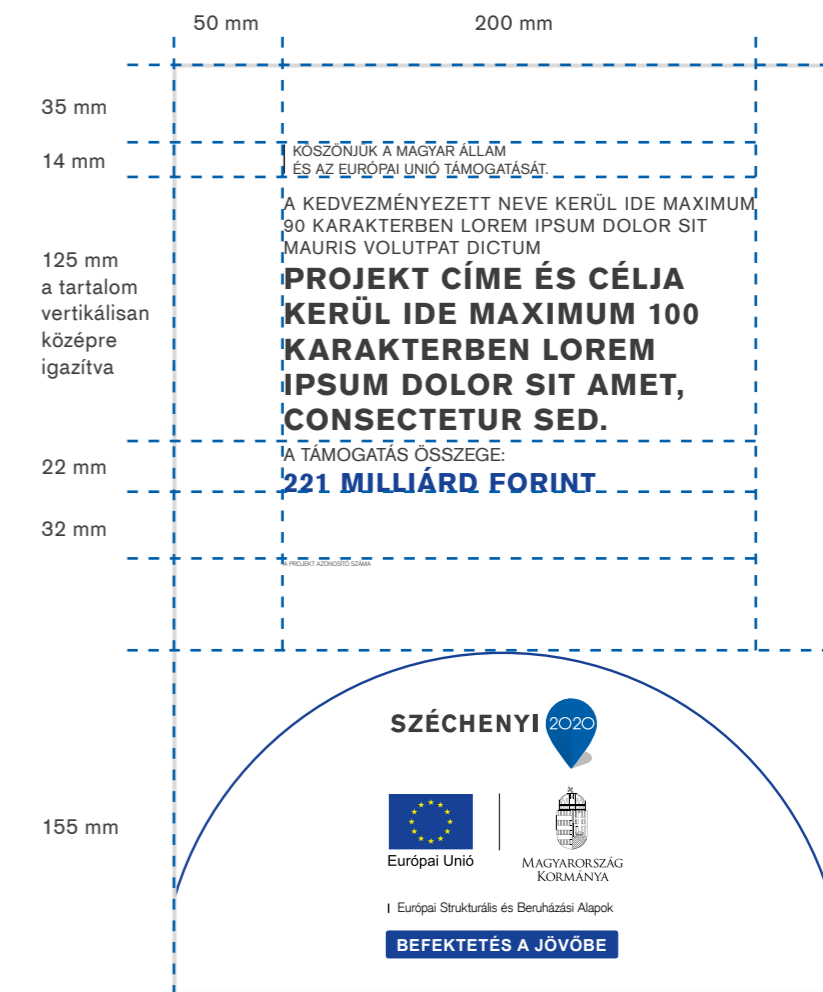 50 mm
200 mm
35 mm
14 mm
KÖSZÖNJÜK A MAGYAR ÁLLAM
ÉS AZ EURÓPAI UNIÓ TÁMOGATÁSÁT.
A KEDVEZMÉNYEZETT NEVE KERÜL IDE MAXIMUM
90 KARAKTERBEN LOREM IPSUM DOLOR SIT
MAURIS VOLUTPAT DICTUM
125 mm
a tartalom
vertikálisan
középre
igazítva
PROJEKT CÍME ÉS CÉLJA
KERÜL IDE MAXIMUM 100
KARAKTERBEN LOREM
IPSUM DOLOR SIT AMET,
CONSECTETUR SED.
22 mm
A TÁMOGATÁS ÖSSZEGE:
221 MILLIÁRD FORINT
32 mm
A PROJEKT AZONOSÍTÓ SZÁMA
SZÉCHENYI 2020
155 mm
Európai Unió
MAGYARORSZÁG
KORMÁNYA
Európai Strukturális és Beruházási Alapok
BEFEKTETÉS A JÖVŐBE